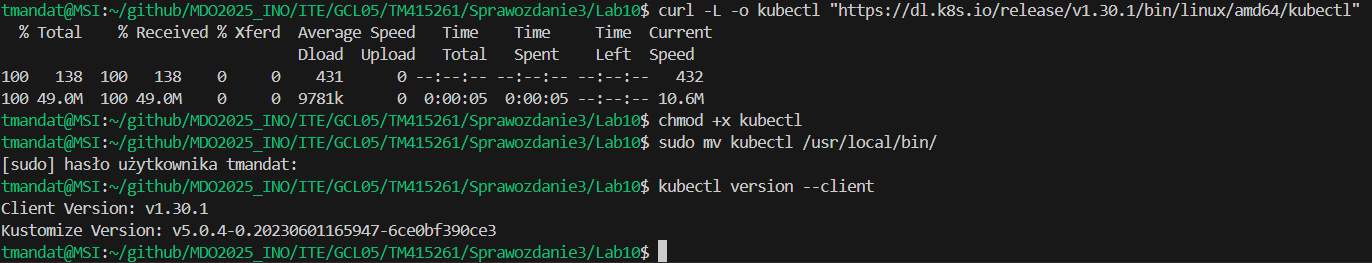 tmandat@MSI:~/github/MDO2025_INO/ITE/GCL05/TM415261/Sprawozdanie3/Lab10$ curl -L -o kubectl "https://dl.k8s.io/release/v1.30.1/bin/linux/amd64/kubectl"
  % Total    % Received % Xferd  Average Speed   Time    Time     Time  Current
                                 Dload  Upload   Total   Spent    Left  Speed
100   138  100   138    0     0    431      0 --:--:-- --:--:-- --:--:--   432
100 49.0M  100 49.0M    0     0  9781k      0  0:00:05  0:00:05 --:--:-- 10.6M
tmandat@MSI:~/github/MDO2025_INO/ITE/GCL05/TM415261/Sprawozdanie3/Lab10$ chmod +x kubectl
tmandat@MSI:~/github/MDO2025_INO/ITE/GCL05/TM415261/Sprawozdanie3/Lab10$ sudo mv kubectl /usr/local/bin/
[sudo] hasło użytkownika tmandat:
tmandat@MSI:~/github/MDO2025_INO/ITE/GCL05/TM415261/Sprawozdanie3/Lab10$ kubectl version --client
Client Version: v1.30.1
Kustomize Version: v5.0.4-0.20230601165947-6ce0bf390ce3
tmandat@MSI:~/github/MDO2025_INO/ITE/GCL05/TM415261/Sprawozdanie3/Lab10$